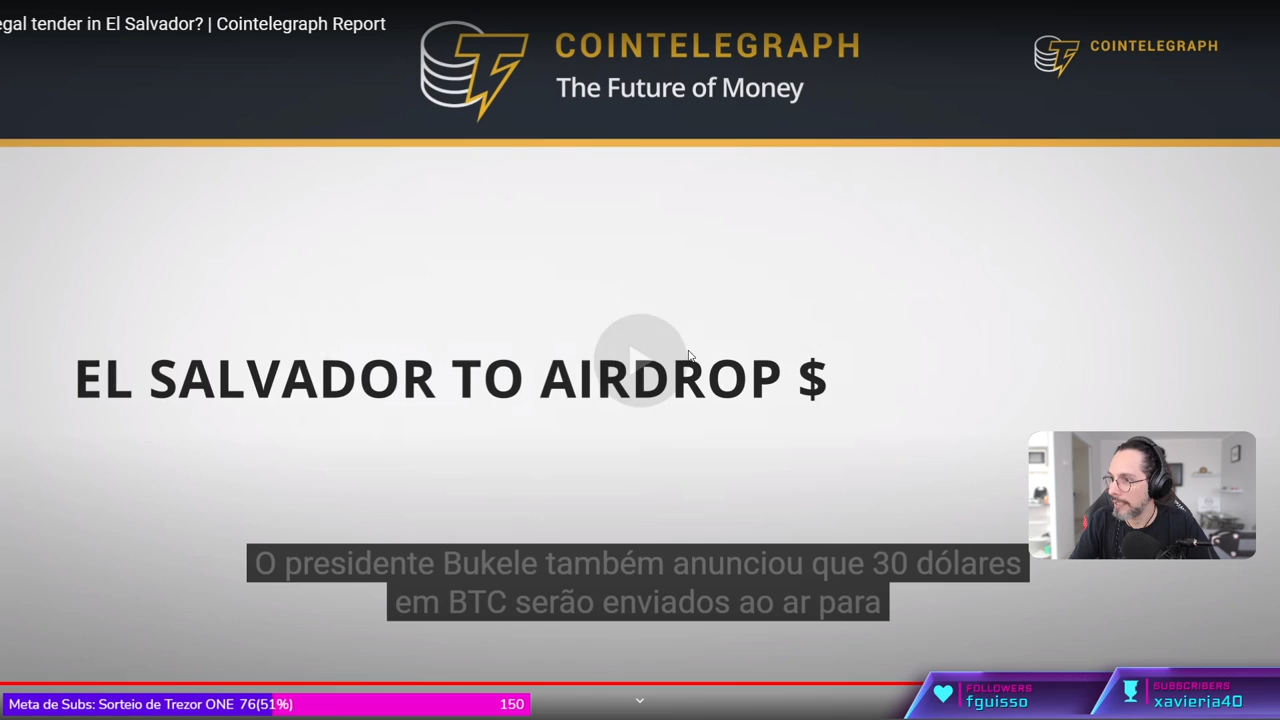 egal tender in El Salvador? | Cointelegraph Report
COINTELEGRAPH
The Future of Money
COINTELEGRAPH
EL SALVADOR TO AIRDROP $
O presidente Bukele também anunciou que 30 dólares
em BTC serão enviados ao ar para
Meta de Subs: Sorteio de Trezor ONE 76(51%)
150
FOLLOWERS
fguisso
SUBSCRIBERS
xavierja40